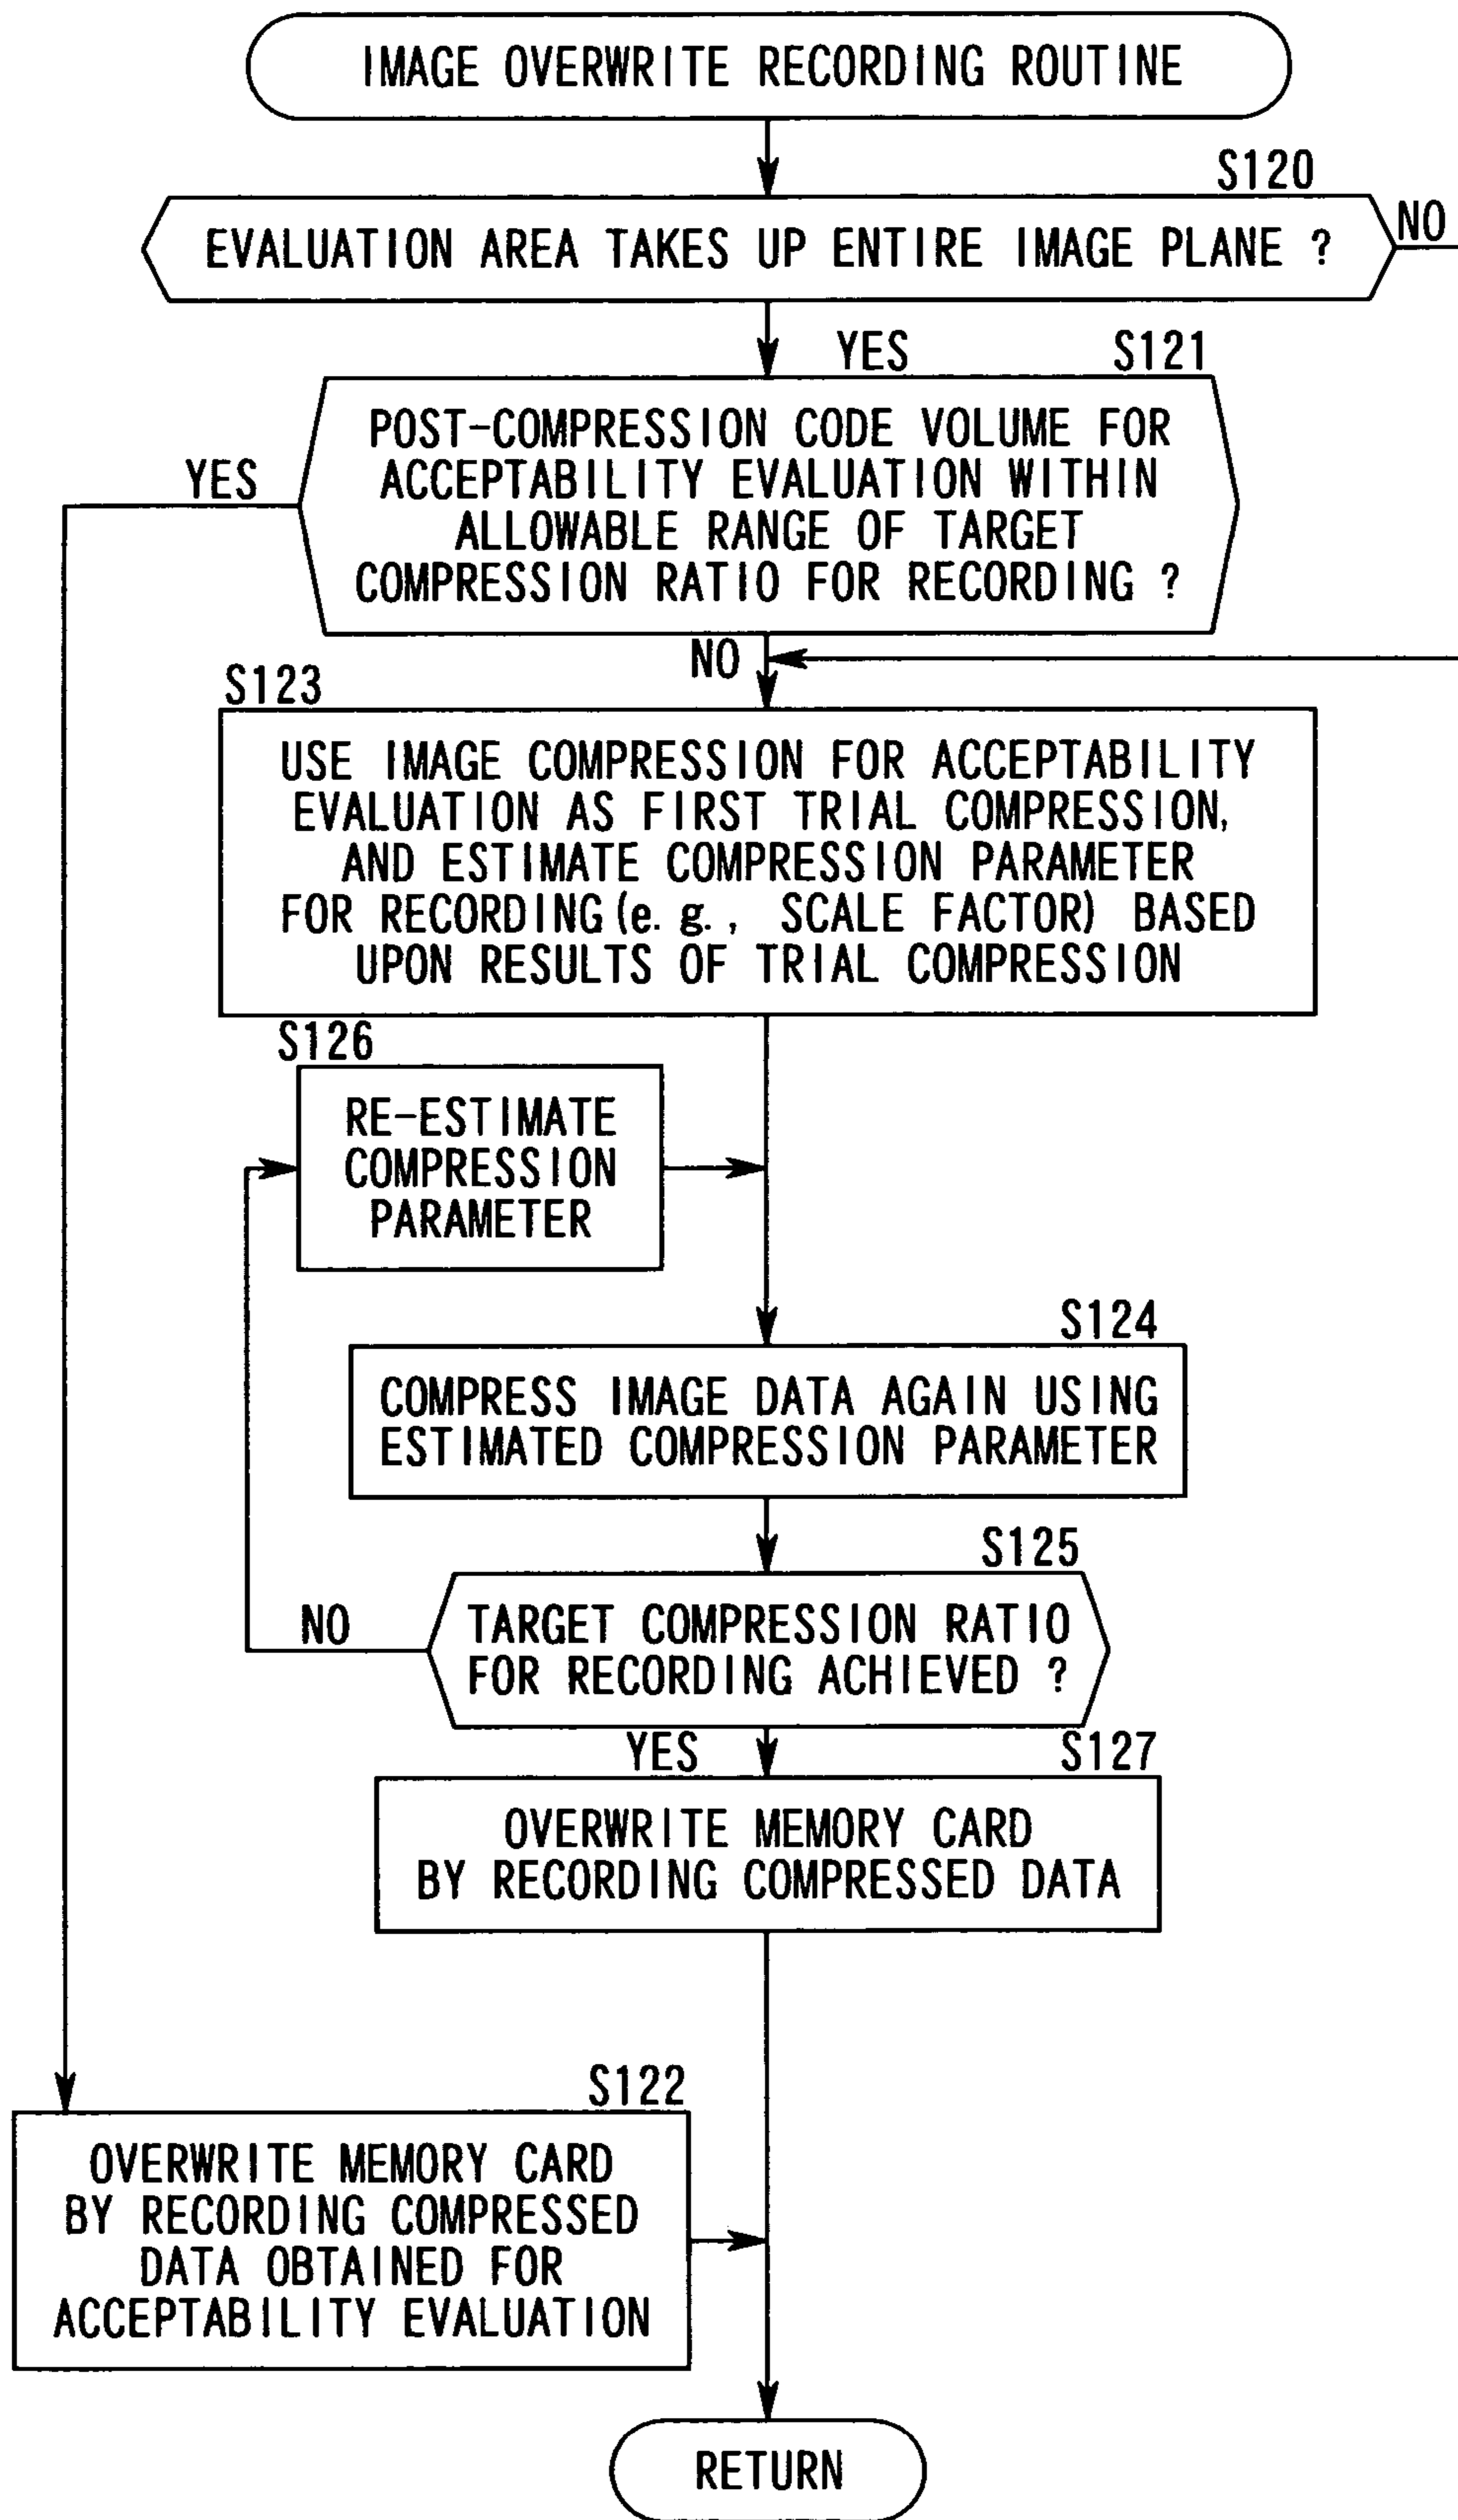 IMAGE OVERWRITE RECORDING ROUTINE
S120
EVALUATION AREA TAKES UP ENTIRE IMAGE PLANE ?
NO
YES
S121
POST-COMPRESSION CODE VOLUME FOR
ACCEPTABILITY EVALUATION WITHIN
ALLOWABLE RANGE OF TARGET
COMPRESSION RATIO FOR RECORDING ?
YES
NO
S123
USE IMAGE COMPRESSION FOR ACCEPTABILITY
EVALUATION AS FIRST TRIAL COMPRESSION,
AND ESTIMATE COMPRESSION PARAMETER
FOR RECORDING (e. g. , SCALE FACTOR) BASED
UPON RESULTS OF TRIAL COMPRESSION
S126
RE-ESTIMATE
COMPRESSION
PARAMETER
S124
COMPRESS IMAGE DATA AGAIN USING
ESTIMATED COMPRESSION PARAMETER
S125
TARGET COMPRESSION RATIO
FOR RECORDING ACHIEVED ?
NO
YES
S127
OVERWRITE MEMORY CARD
BY RECORDING COMPRESSED DATA
S122
OVERWRITE MEMORY CARD
BY RECORDING COMPRESSED
DATA OBTAINED FOR
ACCEPTABILITY EVALUATION
RETURN